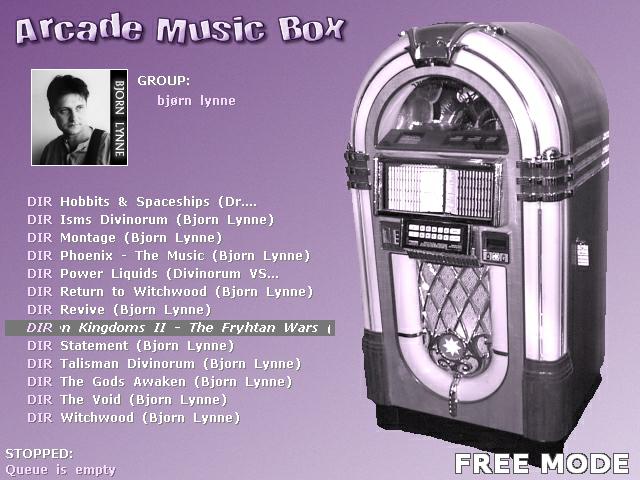 Arcade Music Box
BJORN LYNNE
GROUP:
bjørn lynne
DIR Hobbits & Spaceships (Dr....
DIR Isms Divinorum (Bjorn Lynne)
DIR Montage (Bjorn Lynne)
DIR Phoenix - The Music (Bjorn Lynne)
DIR Power Liquids (Divinorum VS...
DIR Return to Witchwood (Bjorn Lynne)
DIR Revive (Bjorn Lynne)
DIR n Kingdoms II - The Fryhtan Wars (
DIR Statement (Bjorn Lynne)
DIR Talisman Divinorum (Bjorn Lynne)
DIR The Gods Awaken (Bjorn Lynne)
DIR The Void (Bjorn Lynne)
DIR Witchwood (Bjorn Lynne)
STOPPED:
Queue is empty
FREE MODE